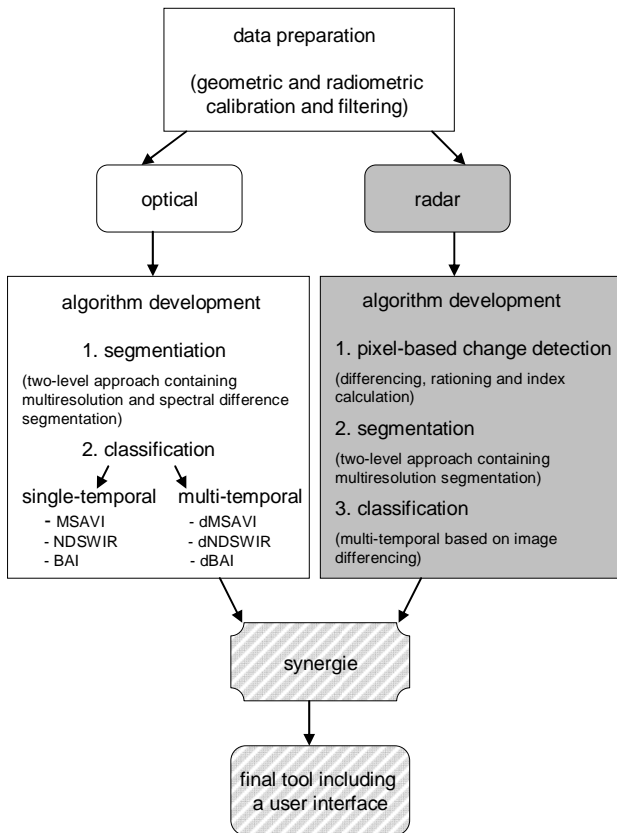 data preparation
(geometric and radiometric
calibration and filtering)
optical
radar
algorithm development
1. segmentiation
(two-level approach containing
multiresolution and spectral difference
segmentation)
2. classification
single-temporal
- MSAVI
- NDSWIR
- BAI
multi-temporal
- dMSAVI
- dNDSWIR
- dBAI
algorithm development
1. pixel-based change detection
(differencing, rationing and index
calculation)
2. segmentation
(two-level approach containing
multiresolution segmentation)
3. classification
(multi-temporal based on image
differencing)
synergie
final tool including
a user interface